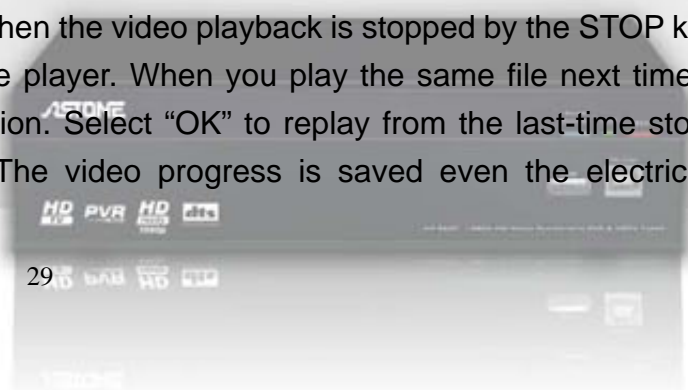 hen the video playback is stopped by the STOP k
e player. When you play the same file next time
ion. Select “OK” to replay from the last-time sto
The video progress is saved even the electric
ASTONE
HD TV PVR HD 1080p dts
29